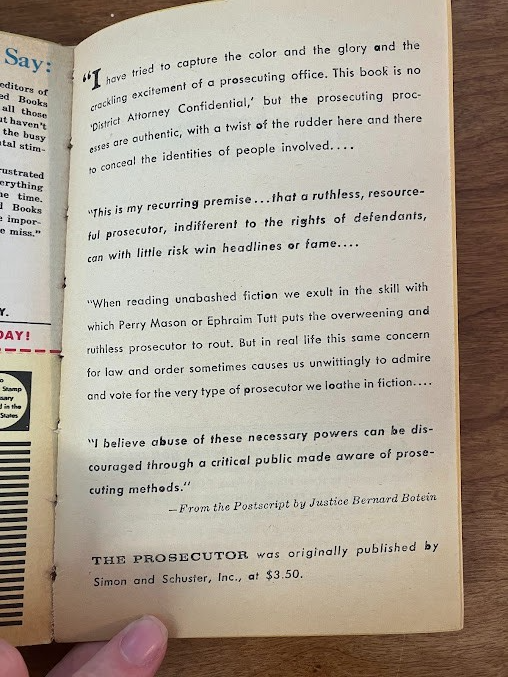 Say:
editors of
ed Books
all those
ut haven't
the busy
tal stim-
ustrated
erything
he time.
d Books
e impor-
e miss."
Y.
DAY!
Stamp
sary
d in the
States
"I have tried to capture the color and the glory and the
crackling excitement of a prosecuting office. This book is no
'District Attorney Confidential,' but the prosecuting proc-
esses are authentic, with a twist of the rudder here and there
to conceal the identities of people involved....
"This is my recurring premise...that a ruthless, resource-
ful prosecutor, indifferent to the rights of defendants,
can with little risk win headlines or fame....
"When reading unabashed fiction we exult in the skill with
which Perry Mason or Ephraim Tutt puts the overweening and
ruthless prosecutor to rout. But in real life this same concern
for law and order sometimes causes us unwittingly to admire
and vote for the very type of prosecutor we loathe in fiction....
"I believe abuse of these necessary powers can be dis-
couraged through a critical public made aware of prose-
cuting methods."
—From the Postscript by Justice Bernard Botein
THE PROSECUTOR was originally published by
Simon and Schuster, Inc., at $3.50.